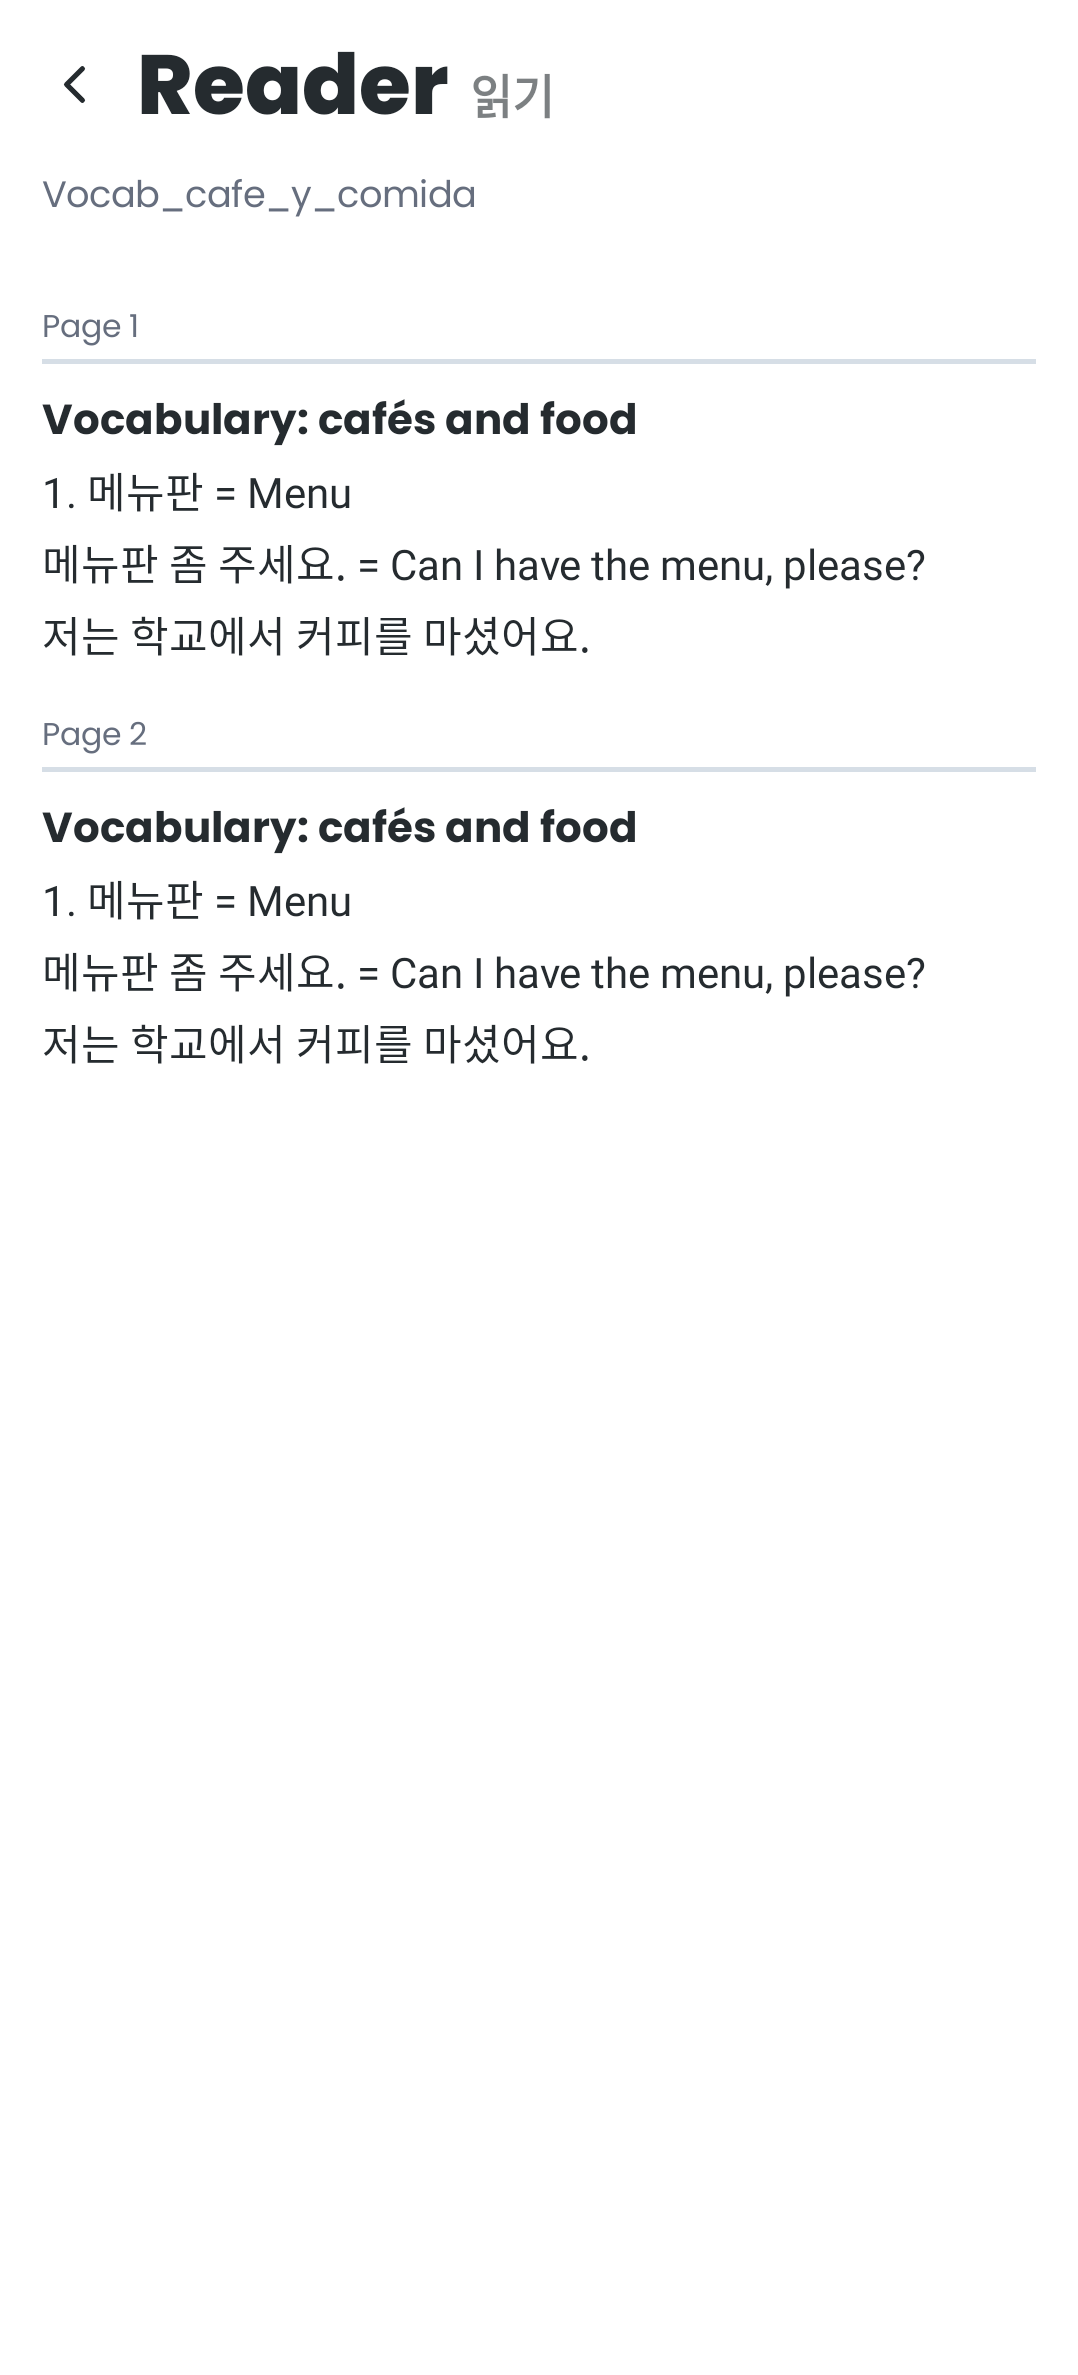 Reader 읽기
Vocab_cafe_y_comida
Page 1
Vocabulary: cafés and food
1. 메뉴판 = Menu
메뉴판 좀 주세요. = Can I have the menu, please?
저는 학교에서 커피를 마셨어요.
Page 2
Vocabulary: cafés and food
1. 메뉴판 = Menu
메뉴판 좀 주세요. = Can I have the menu, please?
저는 학교에서 커피를 마셨어요.